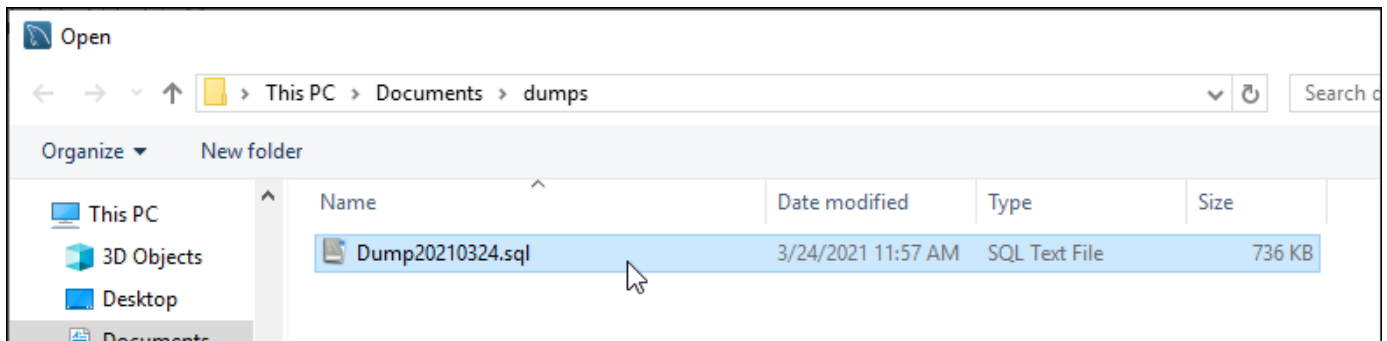 Open
This PC > Documents > dumps
Search
Organize
New folder
Name Date modified Type Size
This PC
3D Objects
Dump20210324.sql 3/24/2021 11:57 AM SQL Text File 736 KB
Desktop
Documents